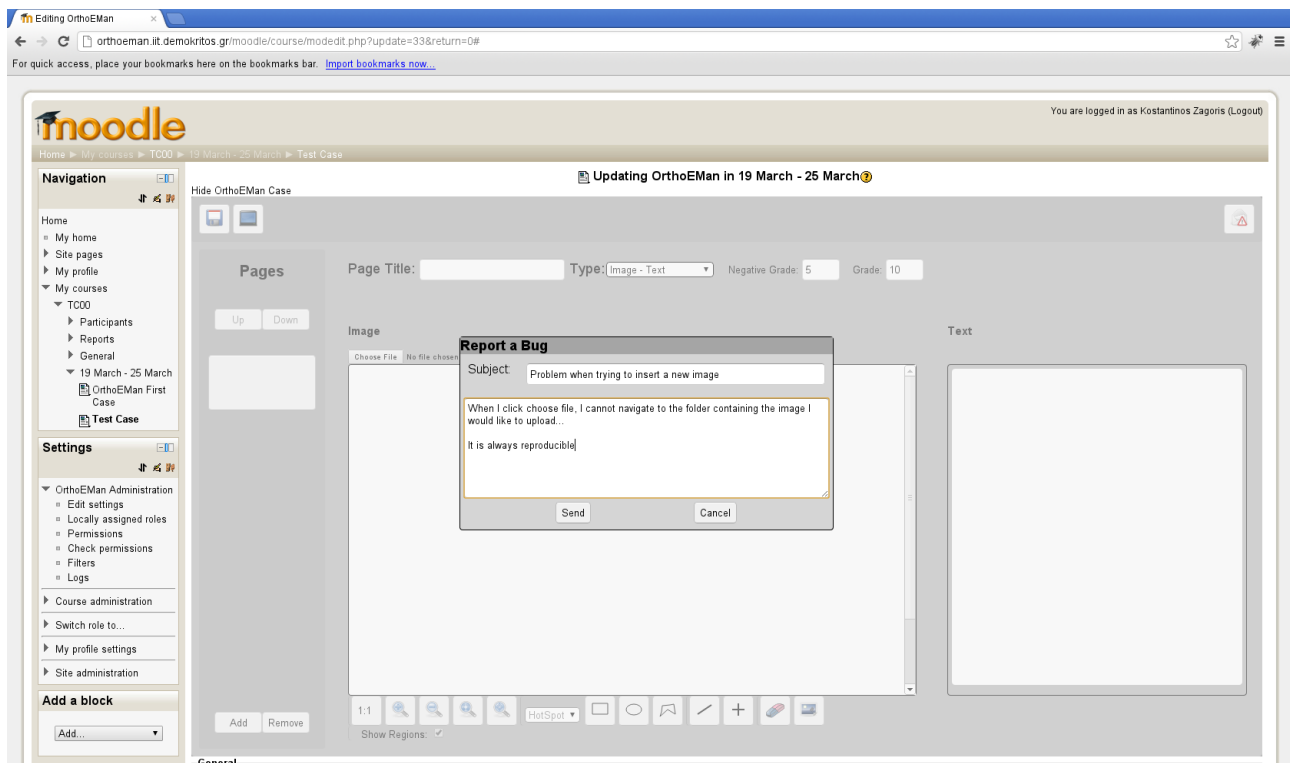 Editing OrthoEMan
orthoeman.iit.demokritos.gr/moodle/course/modedit.php?update=33&return=0#
For quick access, place your bookmarks here on the bookmarks bar. Import bookmarks now...
moodle
You are logged in as Kostantinos Zagoris (Logout)
Home ► My courses ► TC00 ► 19 March - 25 March ► Test Case
Navigation
Home
My home
Site pages
My profile
My courses
TC00
Participants
Reports
General
19 March - 25 March
OrthoEMan First
Case
Test Case
Settings
OrthoEMan Administration
Edit settings
Locally assigned roles
Permissions
Check permissions
Filters
Logs
Course administration
Switch role to...
My profile settings
Site administration
Add a block
Add...
Updating OrthoEMan in 19 March - 25 March
Hide OrthoEMan Case
Pages
Up Down
Add Remove
Page Title: Type: Image - Text Negative Grade: 5 Grade: 10
Image
Text
Choose File No file chosen
Report a Bug
Subject: Problem when trying to insert a new image
When I click choose file, I cannot navigate to the folder containing the image I
would like to upload...
It is always reproducible
Send Cancel
1:1 HotSpot
Show Regions:
General